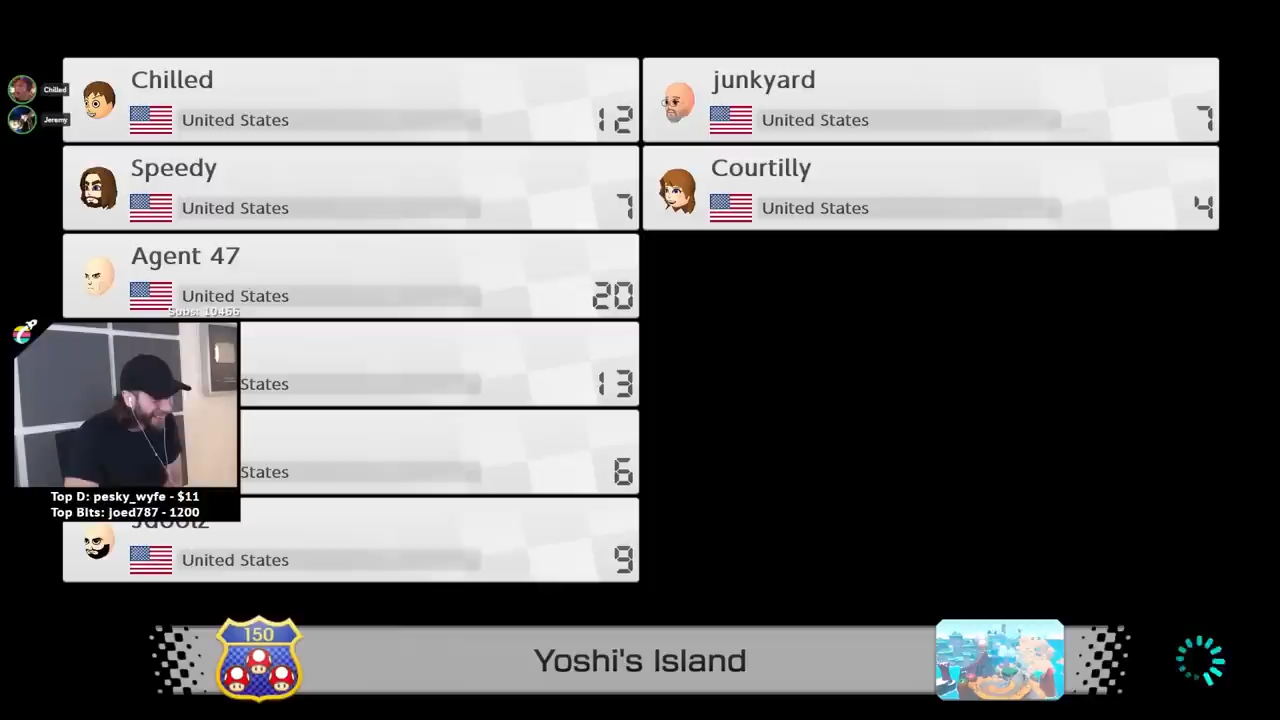 Chilled
United States
12
junkyard
United States
7
Chilled
Jeremy
Speedy
United States
7
Courtilly
United States
4
Agent 47
United States
20
Subs: 10466
States
13
States
6
Top D: pesky_wyfe - $11
Top Bits: joed787 - 1200
United States
9
150
Yoshi's Island